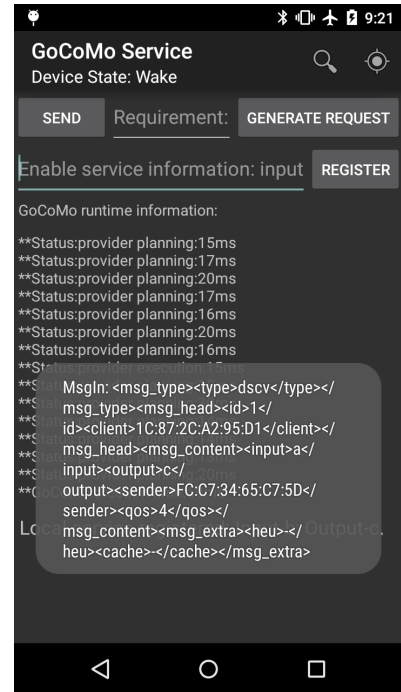 9:21
GoCoMo Service
Device State: Wake
SEND Requirement: GENERATE REQUEST
Enable service information: input REGISTER
GoCoMo runtime information:
**Status:provider planning:15ms
**Status:provider planning:17ms
**Status:provider planning:20ms
**Status:provider planning:17ms
**Status:provider planning:16ms
**Status:provider planning:20ms
**Status:provider planning:16ms
**Status:provider execution:15ms
MsgIn: <msg_type><type>dscv</type></
msg_type><msg_head><id>1</
id><client>1C:87:2C:A2:95:D1</client></
msg_head><msg_content><input>a</
input><output>c</
output><sender>FC:C7:34:65:C7:5D</
sender><qos>4</qos></
msg_content><msg_extra><heu>-</
heu><cache>-</cache></msg_extra>